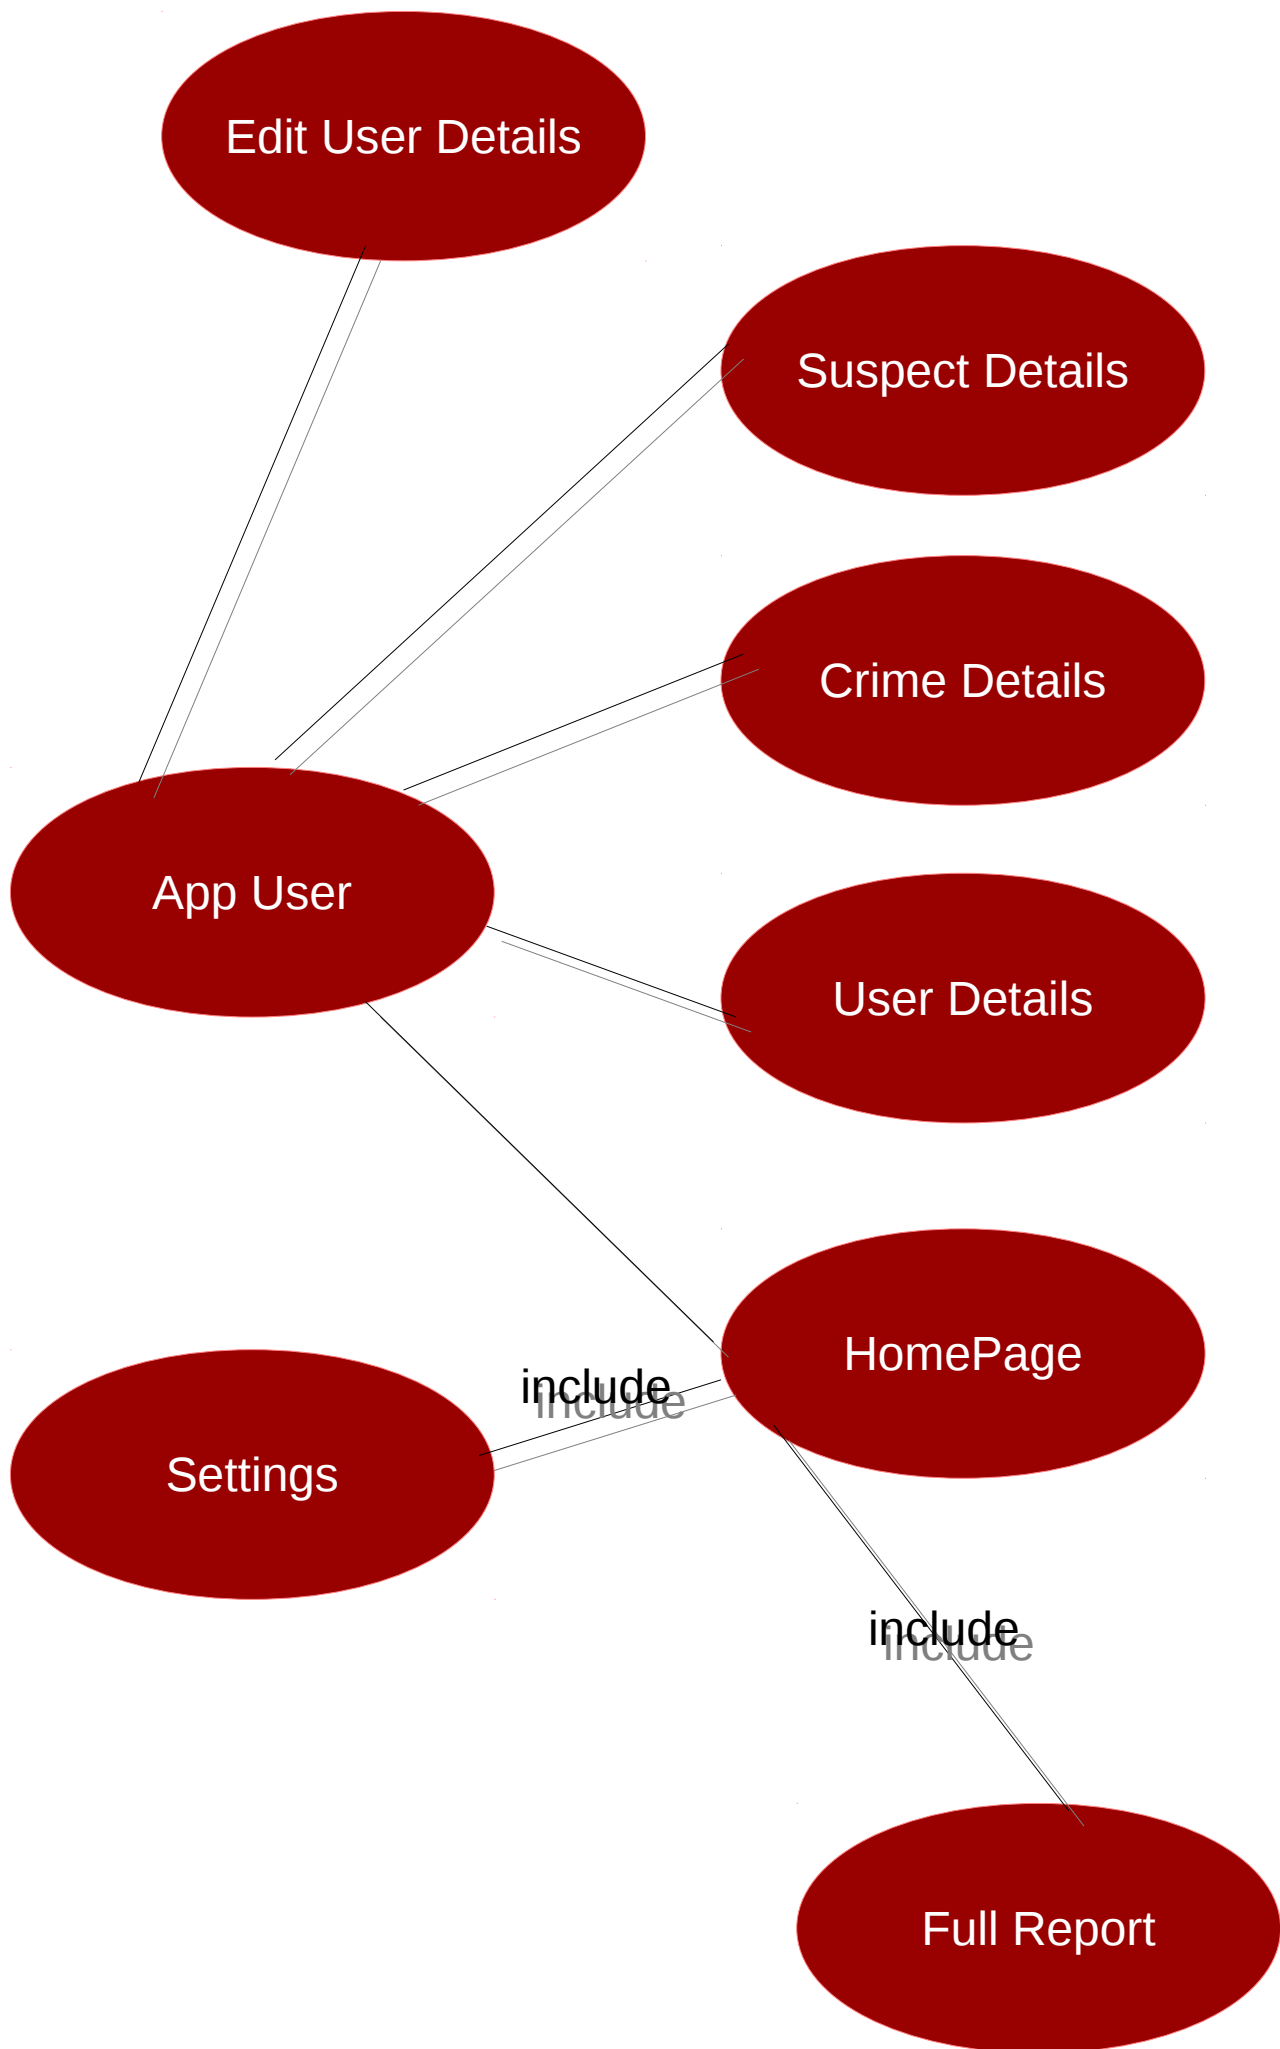 Edit User Details
Suspect Details
Crime Details
App User
User Details
HomePage
include
Settings
include
Full Report